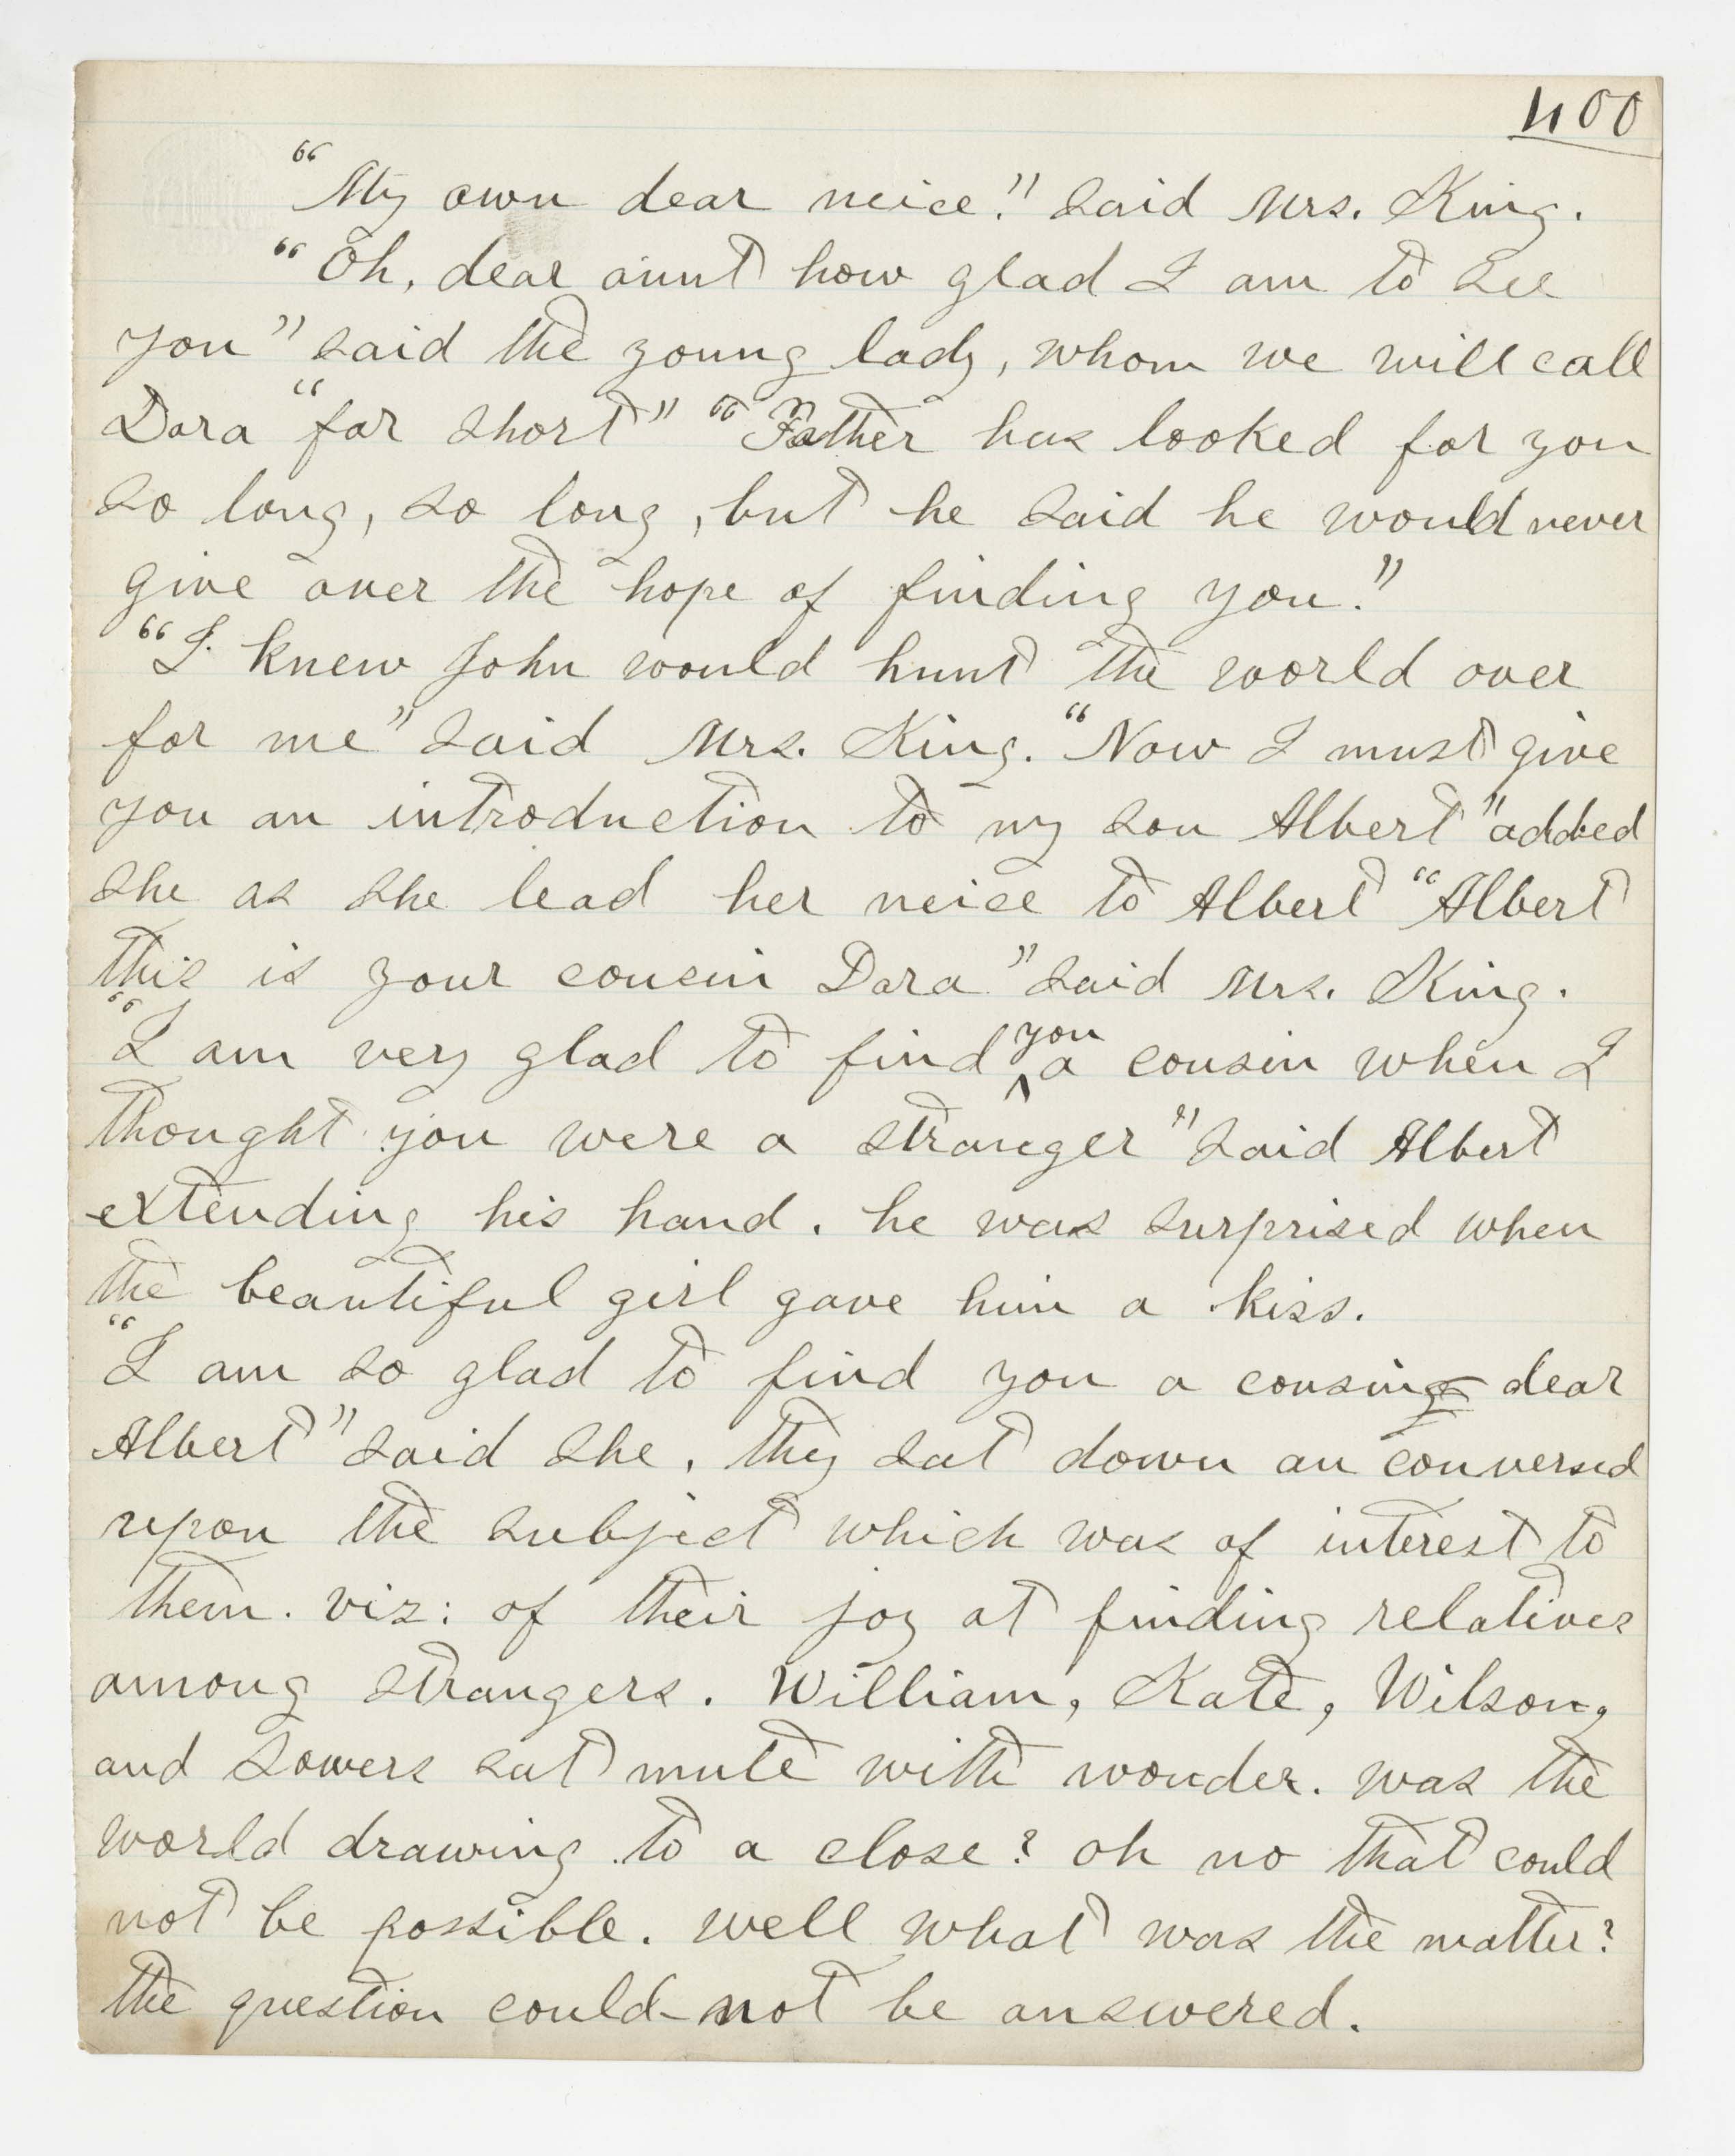 400
"My own dear neice!" said Mrs. King.
"Oh, dear aunt how glad I am to see
you" said the young lady, whom we will call
Dora "for short" "Father has looked for you
so long, so long, but he said he would never
give over the hope of finding you."
"I knew John would hunt the world over
for me" said Mrs. King. "Now I must give
you an introduction to my son Albert" added
she as she lead her neice to Albert "Albert
this is your cousin Dora" said Mrs. King.
"I am very glad to find you a cousin when I
thought you were a stranger" said Albert
extending his hand. he was surprised when
the beautiful girl gave him a kiss.
"I am so glad to find you a cousin dear
Albert" said she. they sat down an conversed
upon the subject which was of interest to
them. viz: of their joy at finding relatives
among strangers. William, Kate, Wilson,
and Sowers sat mute with wonder. was the
world drawing to a close? oh no that could
not be possible. well what was the matter?
the question could not be answered.